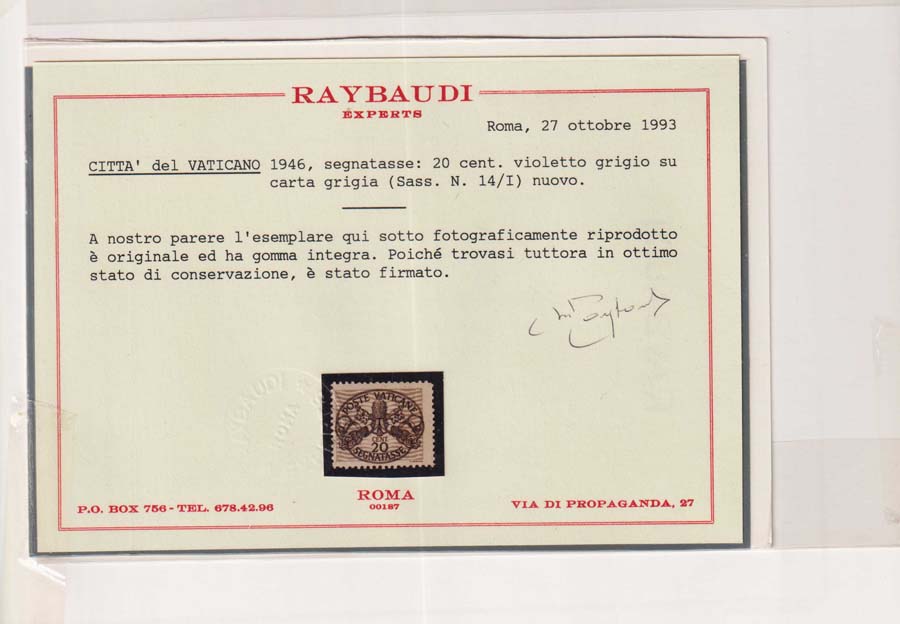 RAYBAUDI
EXPERTS
Roma, 27 ottobre 1993
CITTA' del VATICANO 1946, segnatasse: 20 cent. violetto grigio su
carta grigia (Sass. N. 14/I) nuovo.
A nostro parere l'esemplare qui sotto fotograficamente riprodotto
è originale ed ha gomma integra. Poiché trovasi tuttora in ottimo
stato di conservazione, è stato firmato.
RAYBAUDI
ROMA
POSTE VATICANE
CENT
20
SEGNATASSE
ROMA
00187
P.O. BOX 756 - TEL. 678.42.96
VIA DI PROPAGANDA, 27